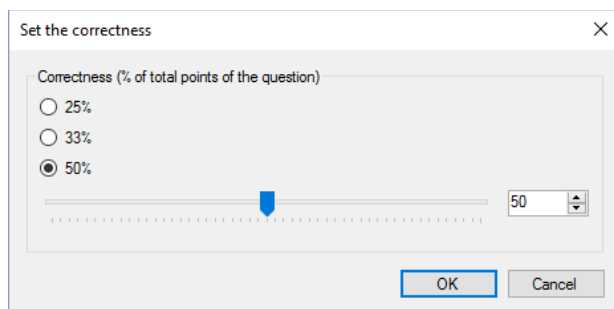 Set the correctness
Correctness (% of total points of the question)
25%
33%
50%
50
OK Cancel